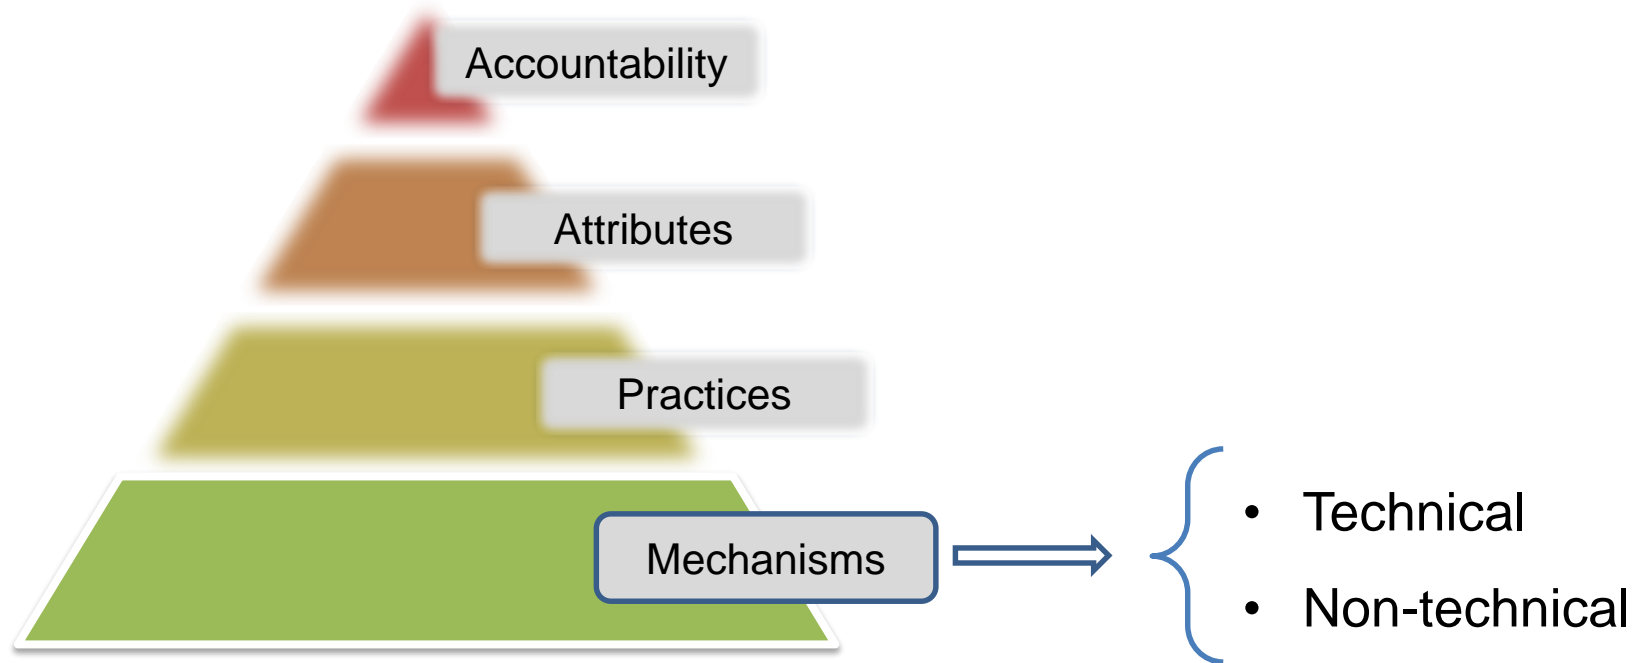 Accountability
Attributes
Practices
Mechanisms
• Technical
• Non-technical